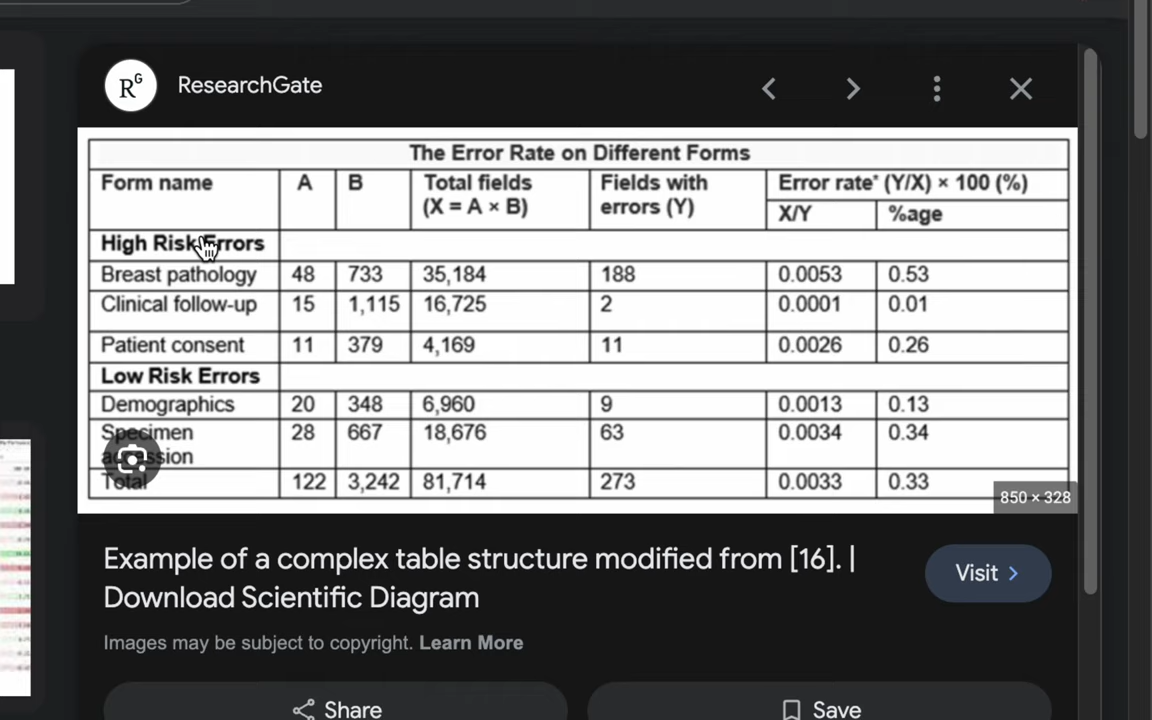 RG
ResearchGate
The Error Rate on Different Forms
Form name A B Total fields (X = A × B) Fields with errors (Y) Error rate* (Y/X) × 100 (%)
X/Y %age
High Risk Errors
Breast pathology 48 733 35,184 188 0.0053 0.53
Clinical follow-up 15 1,115 16,725 2 0.0001 0.01
Patient consent 11 379 4,169 11 0.0026 0.26
Low Risk Errors
Demographics 20 348 6,960 9 0.0013 0.13
Specimen accession 28 667 18,676 63 0.0034 0.34
Total 122 3,242 81,714 273 0.0033 0.33
850 × 328
Example of a complex table structure modified from [16]. |
Download Scientific Diagram
Visit
Images may be subject to copyright. Learn More
Share Save